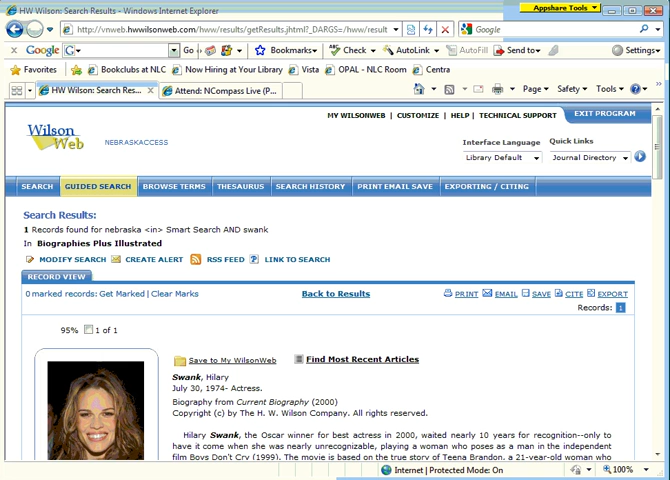 HW Wilson: Search Results - Windows Internet Explorer
Appshare Tools
http://vnweb.hwwilsonweb.com/hww/results/getResults.jhtml?_DARGS=/hww/result
Google
Google
Go
Bookmarks
Check
AutoLink
AutoFill
Send to
Settings
Favorites
Bookclubs at NLC
Now Hiring at Your Library
Vista
OPAL - NLC Room
Centra
HW Wilson: Search Res...
Attend: NCompass Live (P...
Page
Safety
Tools
MY WILSONWEB | CUSTOMIZE | HELP | TECHNICAL SUPPORT
EXIT PROGRAM
Wilson
Web
NEBRASKACCESS
Interface Language
Quick Links
Library Default
Journal Directory
SEARCH
GUIDED SEARCH
BROWSE TERMS
THESAURUS
SEARCH HISTORY
PRINT EMAIL SAVE
EXPORTING / CITING
Search Results:
1 Records found for nebraska <in> Smart Search AND swank
In Biographies Plus Illustrated
MODIFY SEARCH
CREATE ALERT
RSS FEED
LINK TO SEARCH
RECORD VIEW
0 marked records: Get Marked | Clear Marks
Back to Results
PRINT
EMAIL
SAVE
CITE
EXPORT
Records: 1
95% 1 of 1
Save to My WilsonWeb
Find Most Recent Articles
Swank, Hilary
July 30, 1974- Actress.
Biography from Current Biography (2000)
Copyright (c) by The H. W. Wilson Company. All rights reserved.
Hilary Swank, the Oscar winner for best actress in 2000, waited nearly 10 years for recognition--only to
have it come when she was nearly unrecognizable, playing a woman who poses as a man in the independent
film Boys Don't Cry (1999). The movie is based on the true story of Teena Brandon, a 21-year-old woman who
Internet | Protected Mode: On
100%